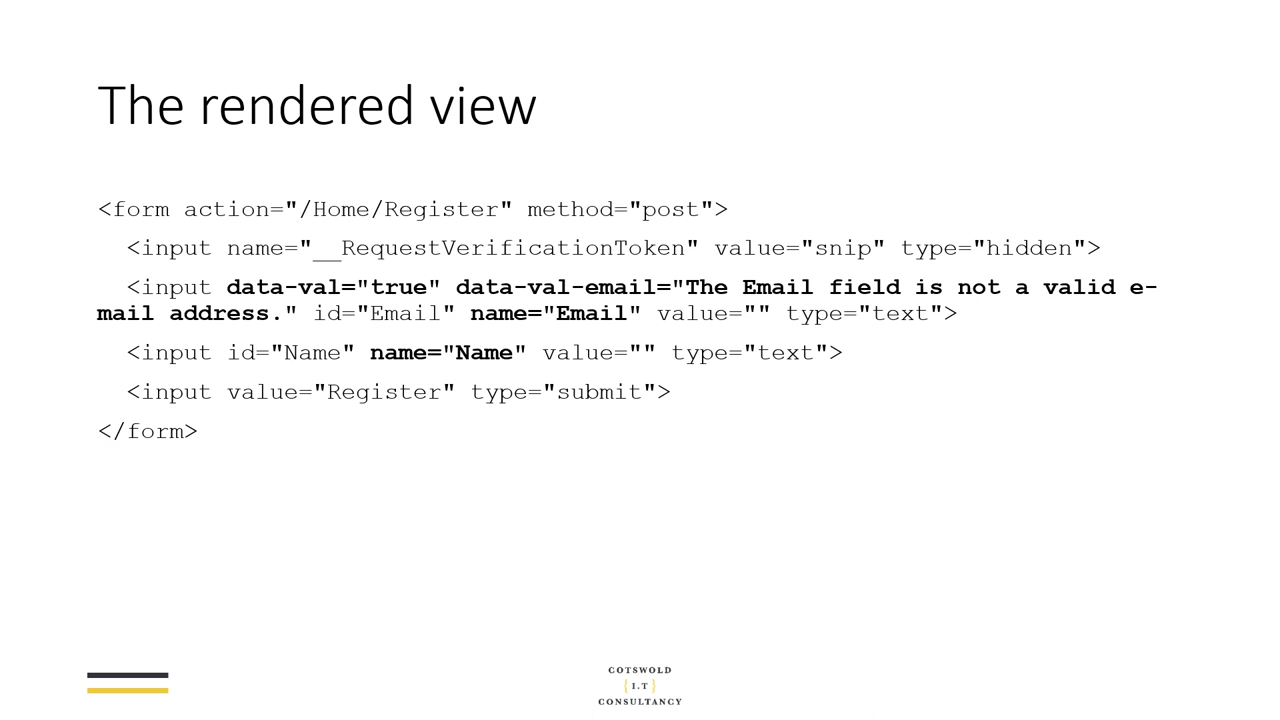 The rendered view
<form action="/Home/Register" method="post">
<input name="__RequestVerificationToken" value="snip" type="hidden">
<input data-val="true" data-val-email="The Email field is not a valid e-
mail address." id="Email" name="Email" value="" type="text">
<input id="Name" name="Name" value="" type="text">
<input value="Register" type="submit">
</form>
COTSWOLD
{I.T}
CONSULTANCY